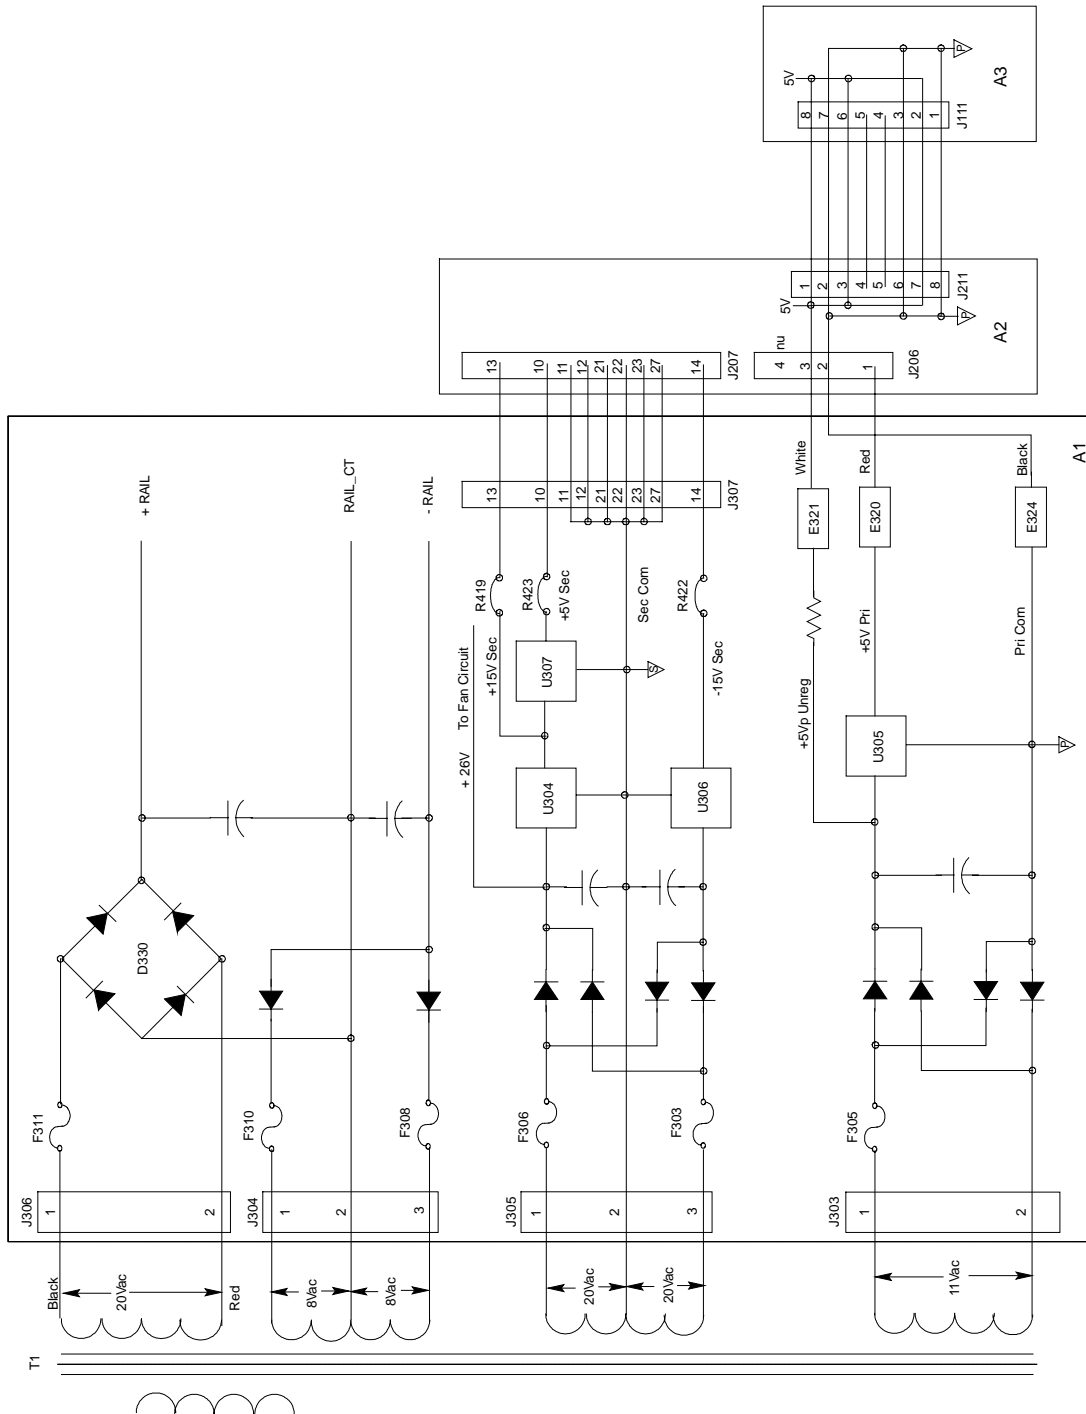 T1
Black
20Vac
Red
8Vac
8Vac
20Vac
20Vac
11Vac
J306
1
2
J304
1
2
3
J305
1
2
3
J303
1
2
F311
F310
F308
F306
F303
F305
D330
+ RAIL
RAIL_CT
- RAIL
+ 26V To Fan Circuit
U304
U307
U306
U305
+15V Sec
R419
R423
+5V Sec
Sec Com
S
R422
-15V Sec
+5Vp Unreg
+5V Pri
Pri Com
P
E321
White
E320
Red
E324
Black
J307
13
10
11
12
21
22
23
27
14
A1
J207
13
10
11
12
21
22
23
27
14
J206
4 nu
3
2
1
J211
1
2
3
4
5
6
7
8
5V
P
A2
J111
8
7
6
5
4
3
2
1
5V
P
A3